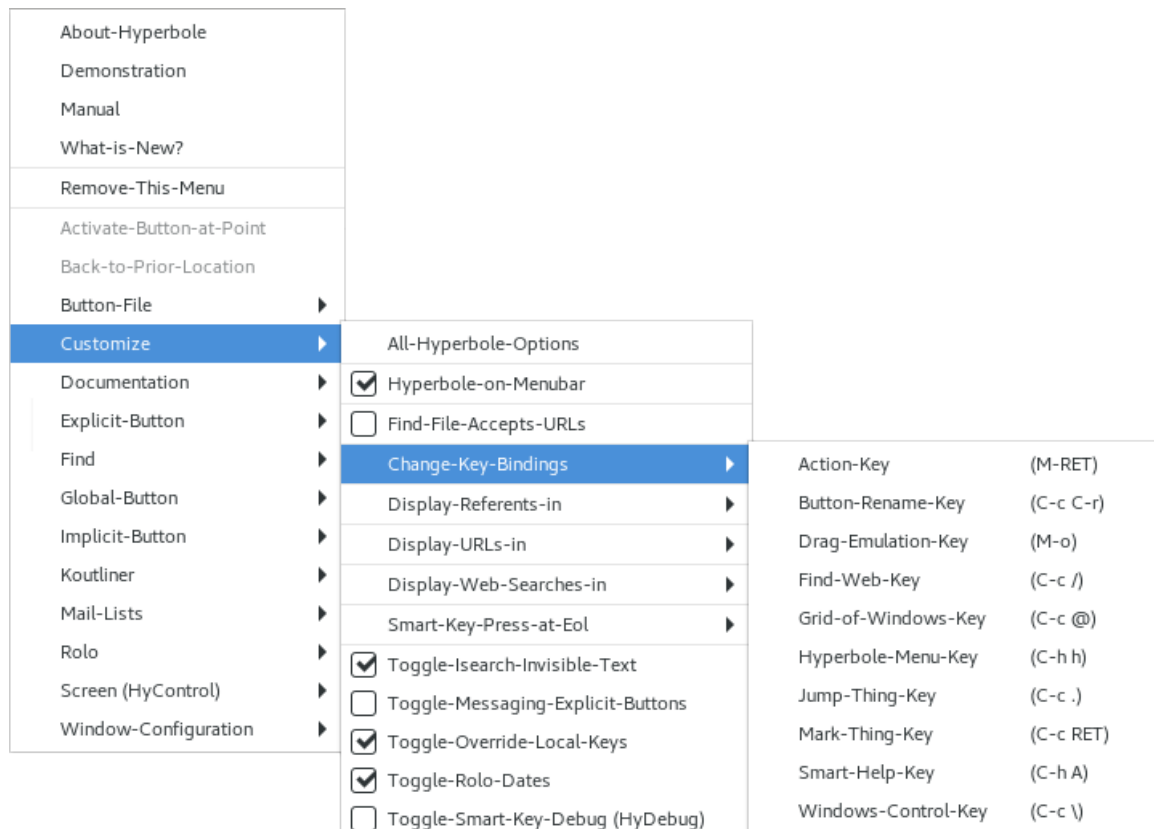 About-Hyperbole
Demonstration
Manual
What-is-New?
Remove-This-Menu
Activate-Button-at-Point
Back-to-Prior-Location
Button-File
Customize
Documentation
Explicit-Button
Find
Global-Button
Implicit-Button
Koutliner
Mail-Lists
Rolo
Screen (HyControl)
Window-Configuration
All-Hyperbole-Options
Hyperbole-on-Menubar
Find-File-Accepts-URLs
Change-Key-Bindings
Display-Referents-in
Display-URLs-in
Display-Web-Searches-in
Smart-Key-Press-at-Eol
Toggle-Isearch-Invisible-Text
Toggle-Messaging-Explicit-Buttons
Toggle-Override-Local-Keys
Toggle-Rolo-Dates
Toggle-Smart-Key-Debug (HyDebug)
Action-Key (M-RET)
Button-Rename-Key (C-c C-r)
Drag-Emulation-Key (M-o)
Find-Web-Key (C-c /)
Grid-of-Windows-Key (C-c @)
Hyperbole-Menu-Key (C-h h)
Jump-Thing-Key (C-c .)
Mark-Thing-Key (C-c RET)
Smart-Help-Key (C-h A)
Windows-Control-Key (C-c \)